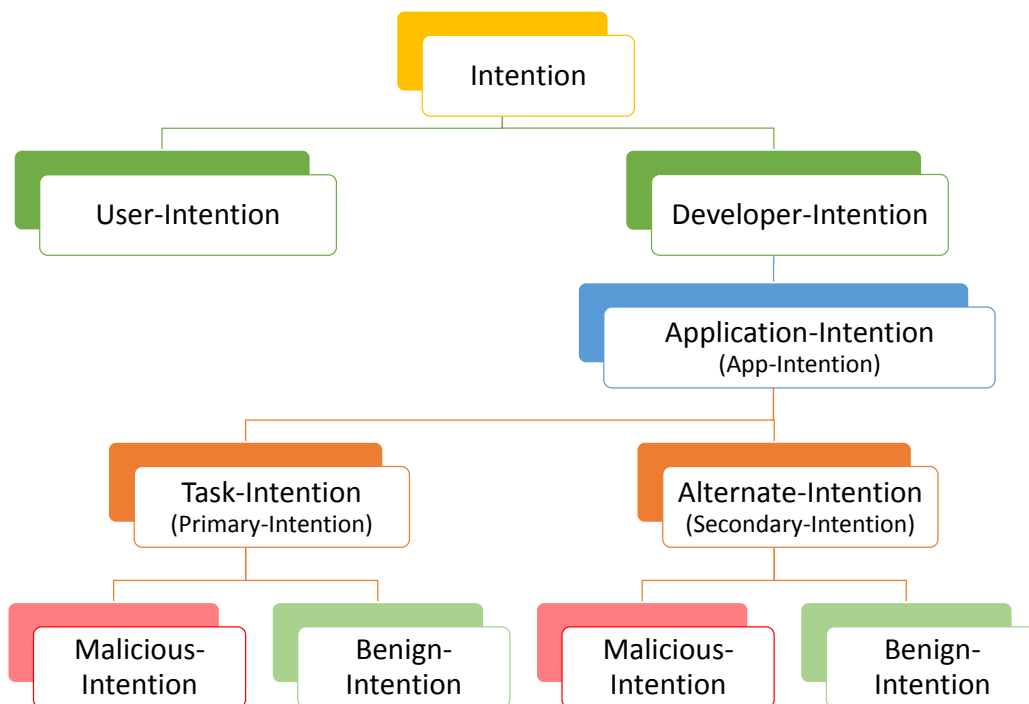 Intention
User-Intention
Developer-Intention
Application-Intention
(App-Intention)
Task-Intention
(Primary-Intention)
Alternate-Intention
(Secondary-Intention)
Malicious-
Intention
Benign-
Intention
Malicious-
Intention
Benign-
Intention